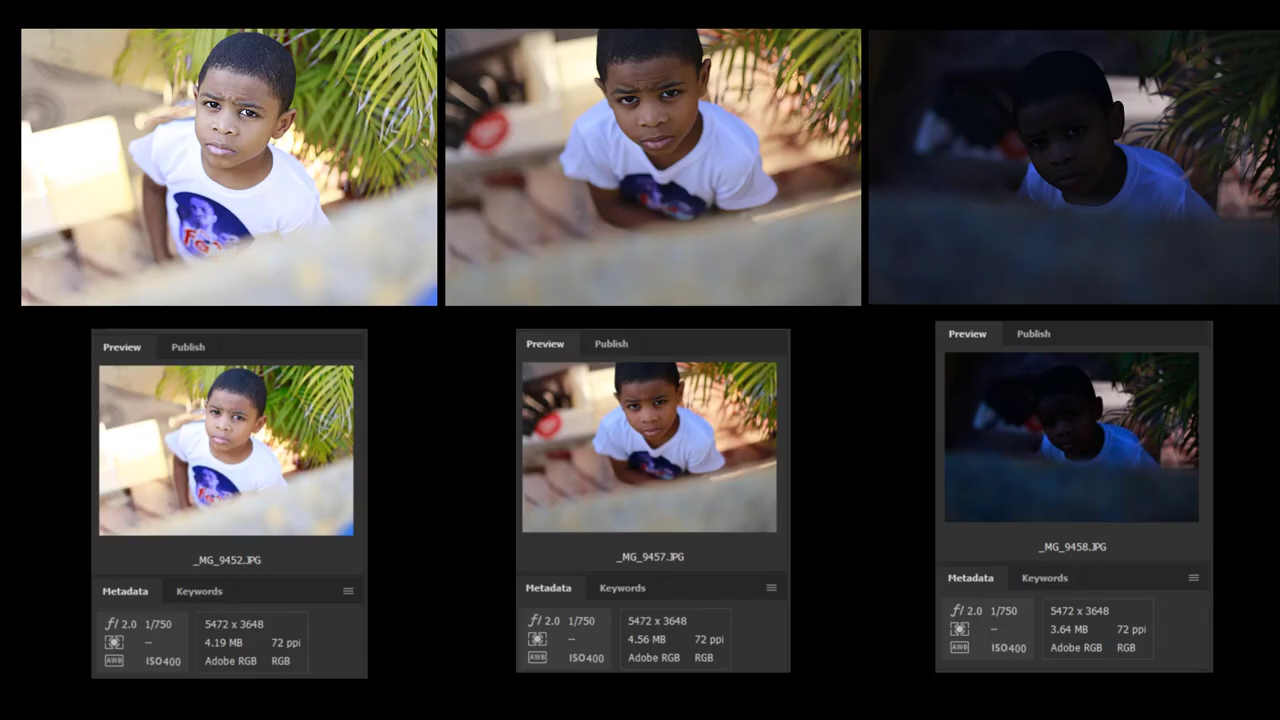 Preview Publish
_MG_9452.JPG
Metadata Keywords
f/ 2.0 1/750
--
AWB ISO400
5472 x 3648
4.19 MB 72 ppi
Adobe RGB RGB
Preview Publish
_MG_9457.JPG
Metadata Keywords
f/ 2.0 1/750
--
AWB ISO400
5472 x 3648
4.56 MB 72 ppi
Adobe RGB RGB
Preview Publish
_MG_9458.JPG
Metadata Keywords
f/ 2.0 1/750
--
AWB ISO400
5472 x 3648
3.64 MB 72 ppi
Adobe RGB RGB